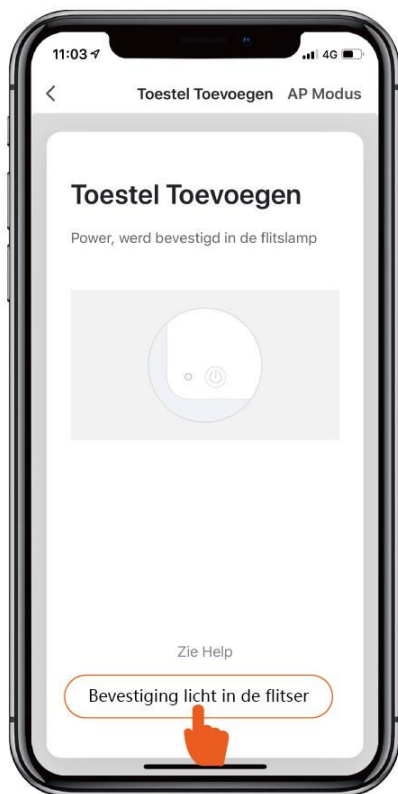 11:03
4G
Toestel Toevoegen AP Modus
Toestel Toevoegen
Power, werd bevestigd in de flitslamp
Zie Help
Bevestiging licht in de flitser